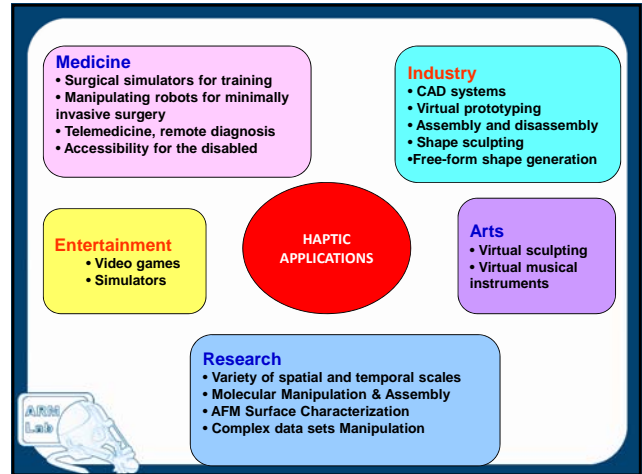 Medicine
• Surgical simulators for training
• Manipulating robots for minimally
invasive surgery
• Telemedicine, remote diagnosis
• Accessibility for the disabled
Industry
• CAD systems
• Virtual prototyping
• Assembly and disassembly
• Shape sculpting
•Free-form shape generation
Entertainment
• Video games
• Simulators
HAPTIC
APPLICATIONS
Arts
• Virtual sculpting
• Virtual musical
instruments
Research
• Variety of spatial and temporal scales
• Molecular Manipulation & Assembly
• AFM Surface Characterization
• Complex data sets Manipulation
ARM
Lab